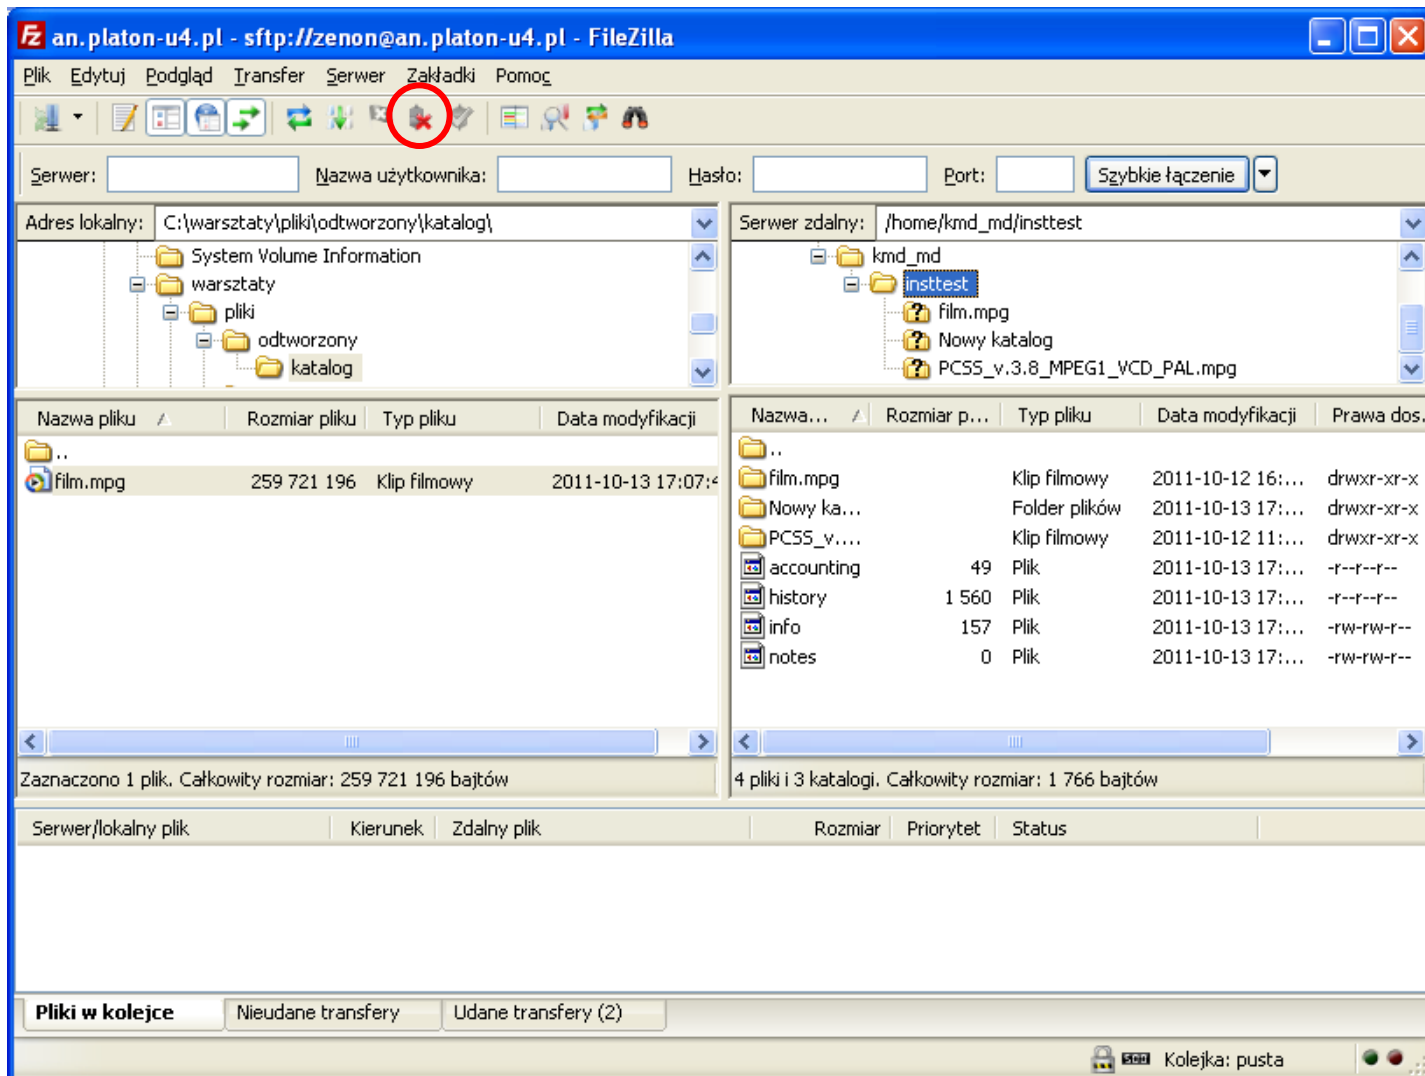 an.platon-u4.pl - sftp://zenon@an.platon-u4.pl - FileZilla
Plik Edytuj Podgląd Transfer Serwer Zakładki Pomoc
Serwer: Nazwa użytkownika: Hasło: Port: Szybkie łączenie
Adres lokalny: C:\warsztaty\pliki\odtworzony\katalog\
System Volume Information
warsztaty
pliki
odtworzony
katalog
Serwer zdalny: /home/kmd_md/insttest
kmd_md
insttest
film.mpg
Nowy katalog
PCSS_v.3.8_MPEG1_VCD_PAL.mpg
Nazwa pliku Rozmiar pliku Typ pliku Data modyfikacji
..
film.mpg 259 721 196 Klip filmowy 2011-10-13 17:07:4
Zaznaczono 1 plik. Całkowity rozmiar: 259 721 196 bajtów
Nazwa... Rozmiar p... Typ pliku Data modyfikacji Prawa dos.
..
film.mpg Klip filmowy 2011-10-12 16:... drwxr-xr-x
Nowy ka... Folder plików 2011-10-13 17:... drwxr-xr-x
PCSS_v.... Klip filmowy 2011-10-12 11:... drwxr-xr-x
accounting 49 Plik 2011-10-13 17:... -r--r--r--
history 1 560 Plik 2011-10-13 17:... -r--r--r--
info 157 Plik 2011-10-13 17:... -rw-rw-r--
notes 0 Plik 2011-10-13 17:... -rw-rw-r--
4 pliki i 3 katalogi. Całkowity rozmiar: 1 766 bajtów
Serwer/lokalny plik Kierunek Zdalny plik Rozmiar Priorytet Status
Pliki w kolejce Nieudane transfery Udane transfery (2)
Kolejka: pusta